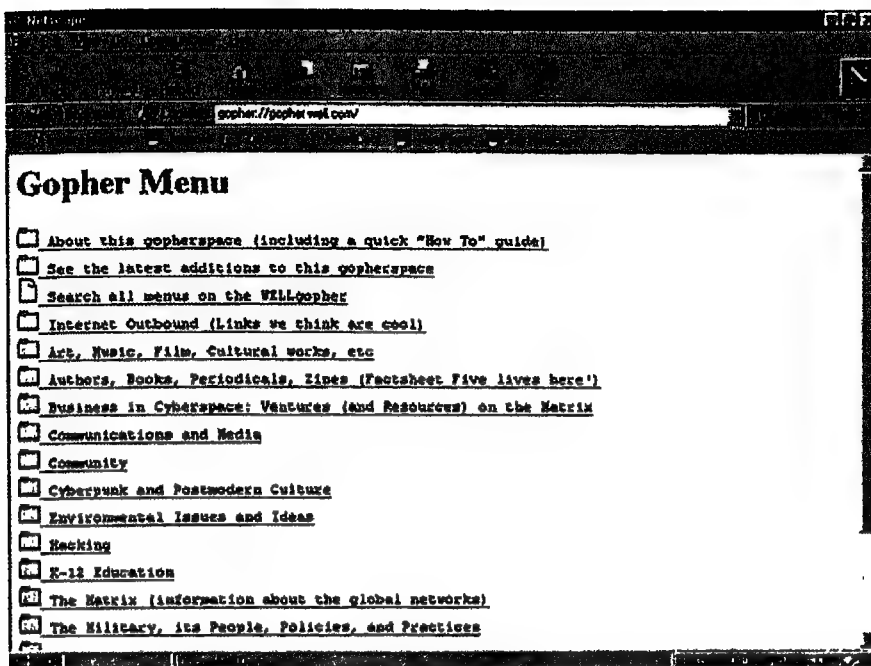 Netscape
gopher://gopher.well.com/
Gopher Menu
About this gopherspace (including a quick "How To" guide)
See the latest additions to this gopherspace
Search all menus on the WELLgopher
Internet Outbound (Links we think are cool)
Art, Music, Film, Cultural works, etc
Authors, Books, Periodicals, Zines (Factsheet Five lives here!)
Business in Cyberspace: Ventures (and Resources) on the Matrix
Communications and Media
Community
Cyberpunk and Postmodern Culture
Environmental Issues and Ideas
Hacking
K-12 Education
The Matrix (information about the global networks)
The Military, its People, Policies, and Practices